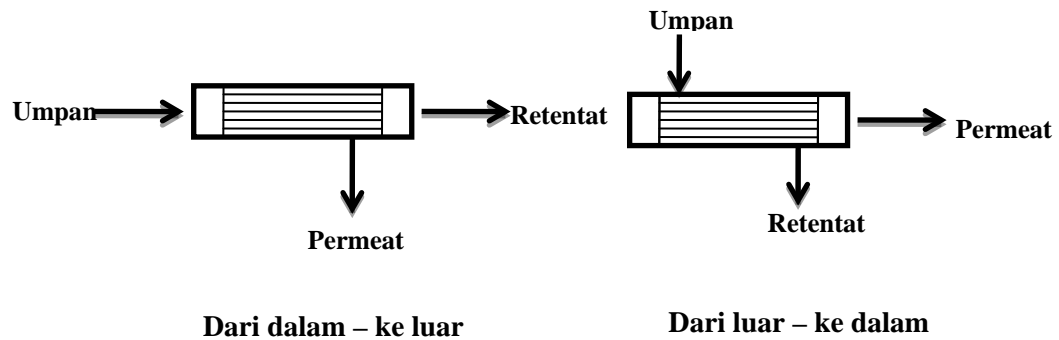 Umpan
Retentat
Permeat
Dari dalam – ke luar
Umpan
Permeat
Retentat
Dari luar – ke dalam